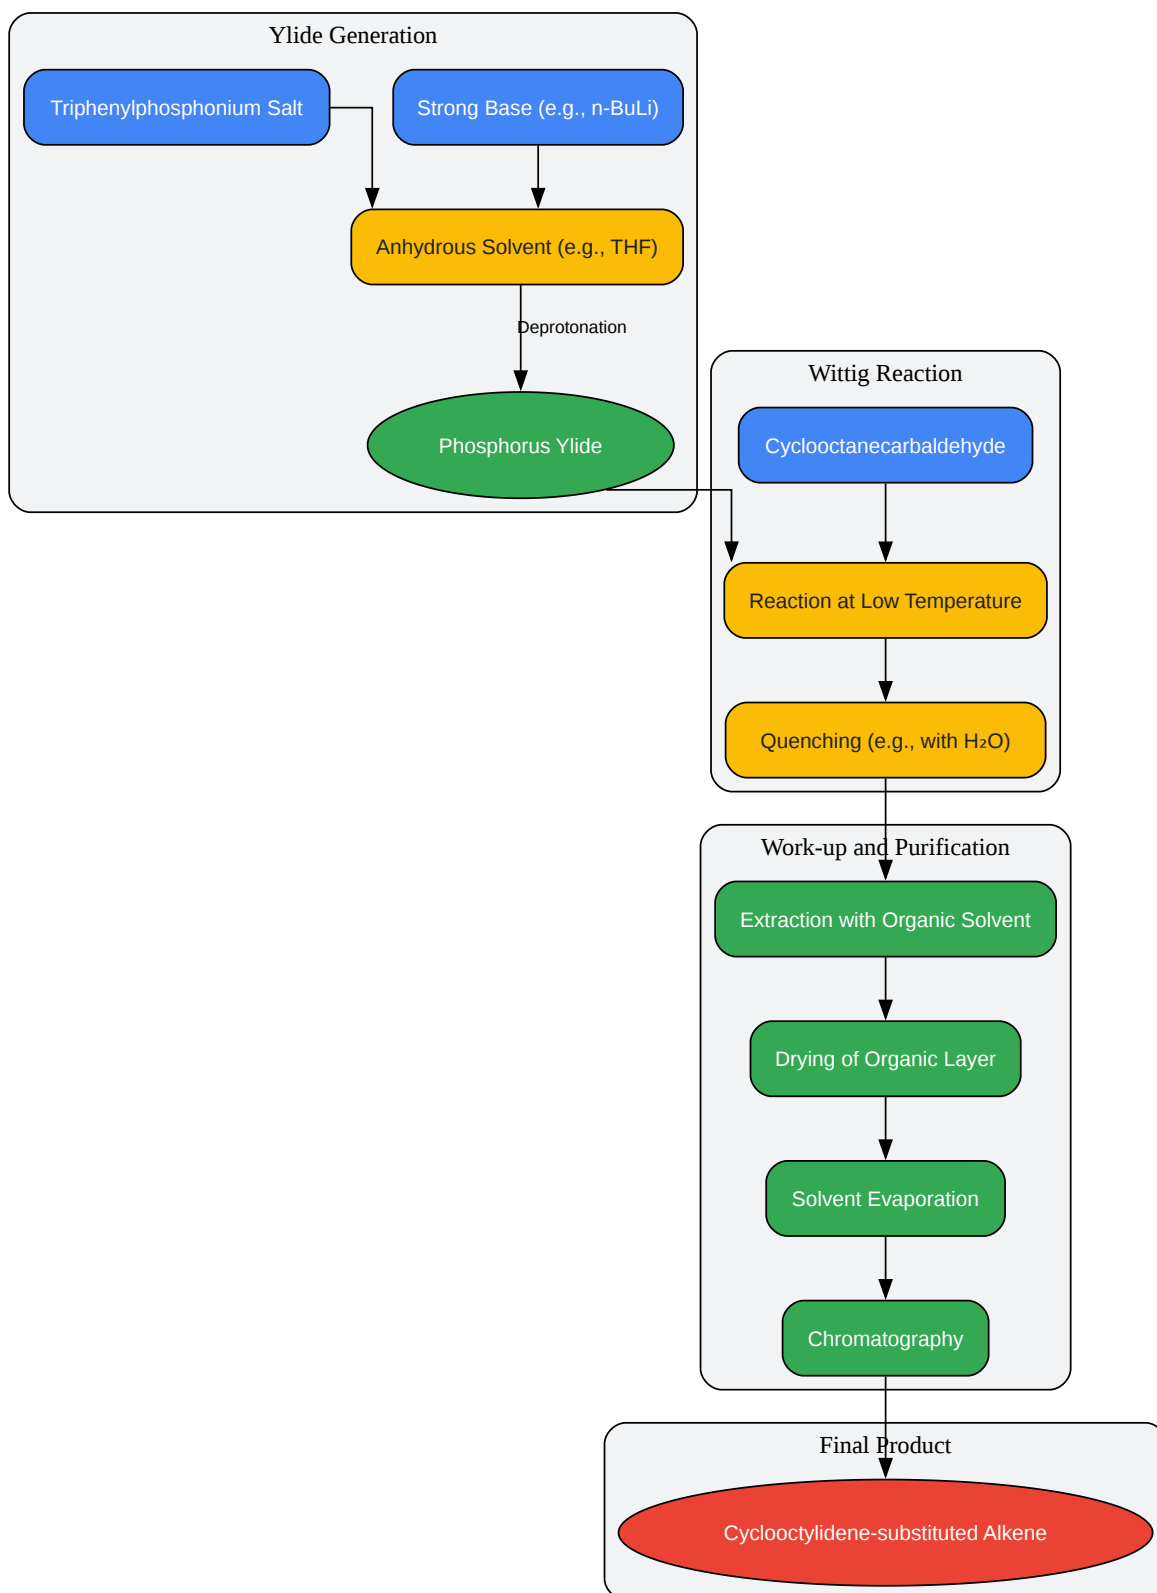 Ylide Generation
Triphenylphosphonium Salt
Strong Base (e.g., n-BuLi)
Anhydrous Solvent (e.g., THF)
Deprotonation
Phosphorus Ylide
Wittig Reaction
Cyclooctanecarbaldehyde
Reaction at Low Temperature
Quenching (e.g., with H₂O)
Work-up and Purification
Extraction with Organic Solvent
Drying of Organic Layer
Solvent Evaporation
Chromatography
Final Product
Cyclooctylidene-substituted Alkene